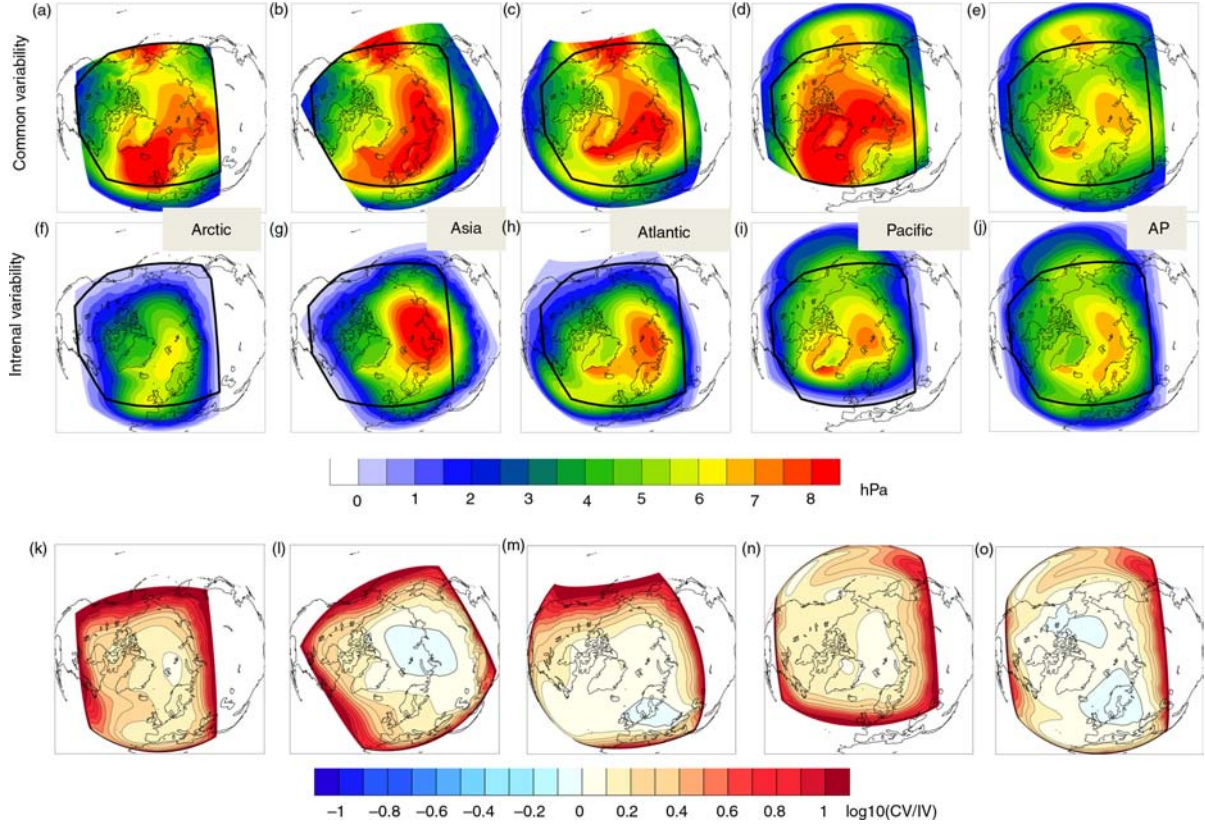 (a) (b) (c) (d) (e)
Common variability
Arctic Asia Atlantic Pacific AP
(f) (g) (h) (i) (j)
Intrenal variability
0 1 2 3 4 5 6 7 8 hPa
(k) (l) (m) (n) (o)
−1 −0.8 −0.6 −0.4 −0.2 0 0.2 0.4 0.6 0.8 1 log10(CV/IV)